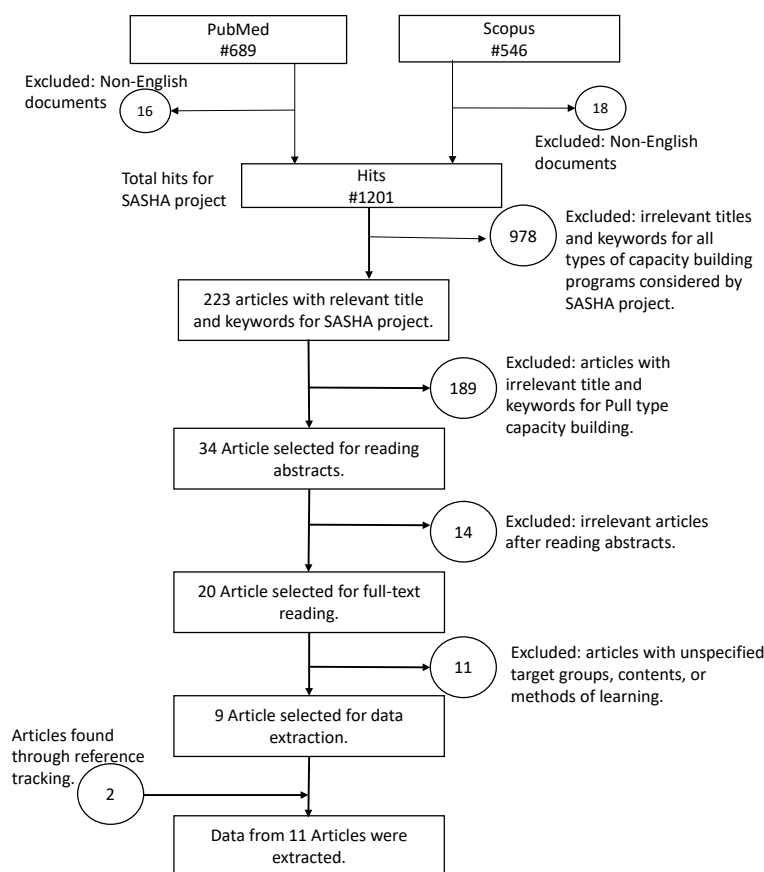 PubMed
#689
Scopus
#546
Excluded: Non-English
documents
16
18
Excluded: Non-English
documents
Total hits for
SASHA project
Hits
#1201
978
Excluded: irrelevant titles
and keywords for all
types of capacity building
programs considered by
SASHA project.
223 articles with relevant title
and keywords for SASHA project.
189
Excluded: articles with
irrelevant title and
keywords for Pull type
capacity building.
34 Article selected for reading
abstracts.
14
Excluded: irrelevant articles
after reading abstracts.
20 Article selected for full-text
reading.
11
Excluded: articles with unspecified
target groups, contents, or
methods of learning.
9 Article selected for data
extraction.
Articles found
through reference
tracking.
2
Data from 11 Articles were
extracted.